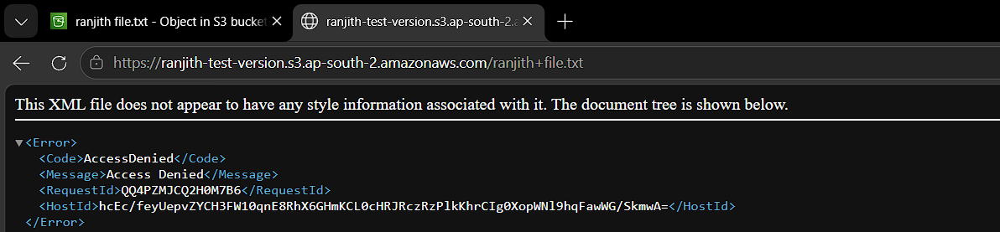 ranjith file.txt - Object in S3 bucket
ranjith-test-version.s3.ap-south-2.a
https://ranjith-test-version.s3.ap-south-2.amazonaws.com/ranjith+file.txt
This XML file does not appear to have any style information associated with it. The document tree is shown below.
▼<Error>
<Code>AccessDenied</Code>
<Message>Access Denied</Message>
<RequestId>QQ4PZMJCQ2H0M7B6</RequestId>
<HostId>hcEc/feyUepvZYCH3FW10qnE8RhX6GHmKCL0cHRJRczRzPlkKhrCIg0XopWNl9hqFawWG/SkmwA=</HostId>
</Error>